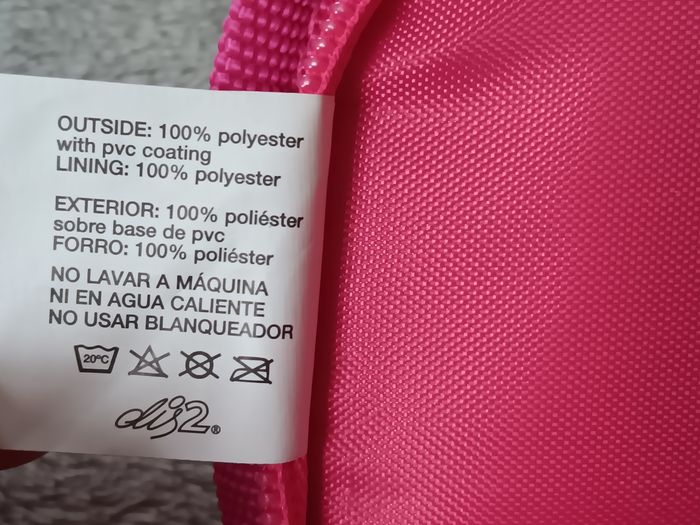 OUTSIDE: 100% polyester
with pvc coating
LINING: 100% polyester
EXTERIOR: 100% poliéster
sobre base de pvc
FORRO: 100% poliéster
NO LAVAR A MÁQUINA
NI EN AGUA CALIENTE
NO USAR BLANQUEADOR
20ºC
dis2®